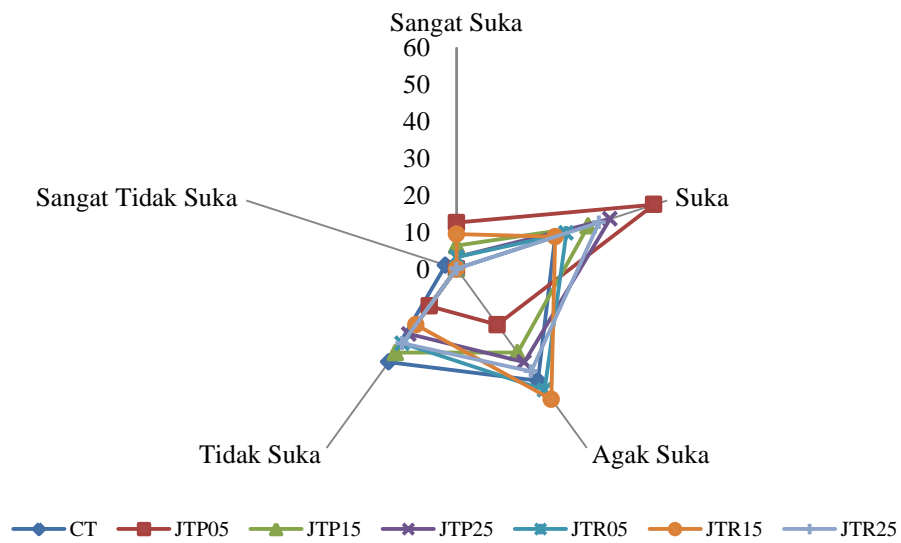 Sangat Suka
60
50
40
30
20
10
0
Suka
Agak Suka
Tidak Suka
Sangat Tidak Suka
CT JTP05 JTP15 JTP25 JTR05 JTR15 JTR25